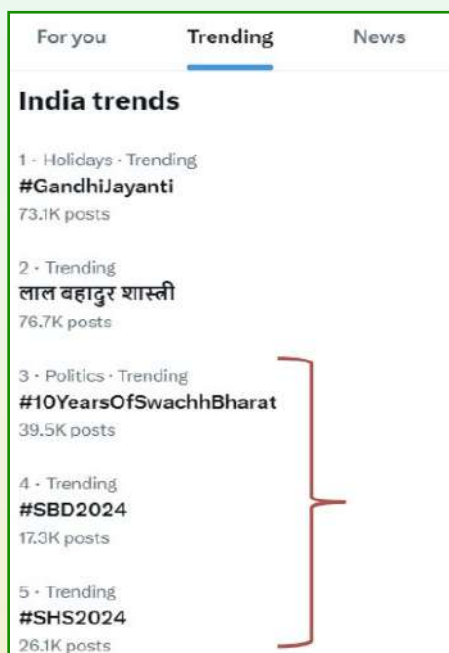 For you Trending News
India trends
1 · Holidays · Trending
#GandhiJayanti
73.1K posts
2 · Trending
लाल बहादुर शास्त्री
76.7K posts
3 · Politics · Trending
#10YearsOfSwachhBharat
39.5K posts
4 · Trending
#SBD2024
17.3K posts
5 · Trending
#SHS2024
26.1K posts